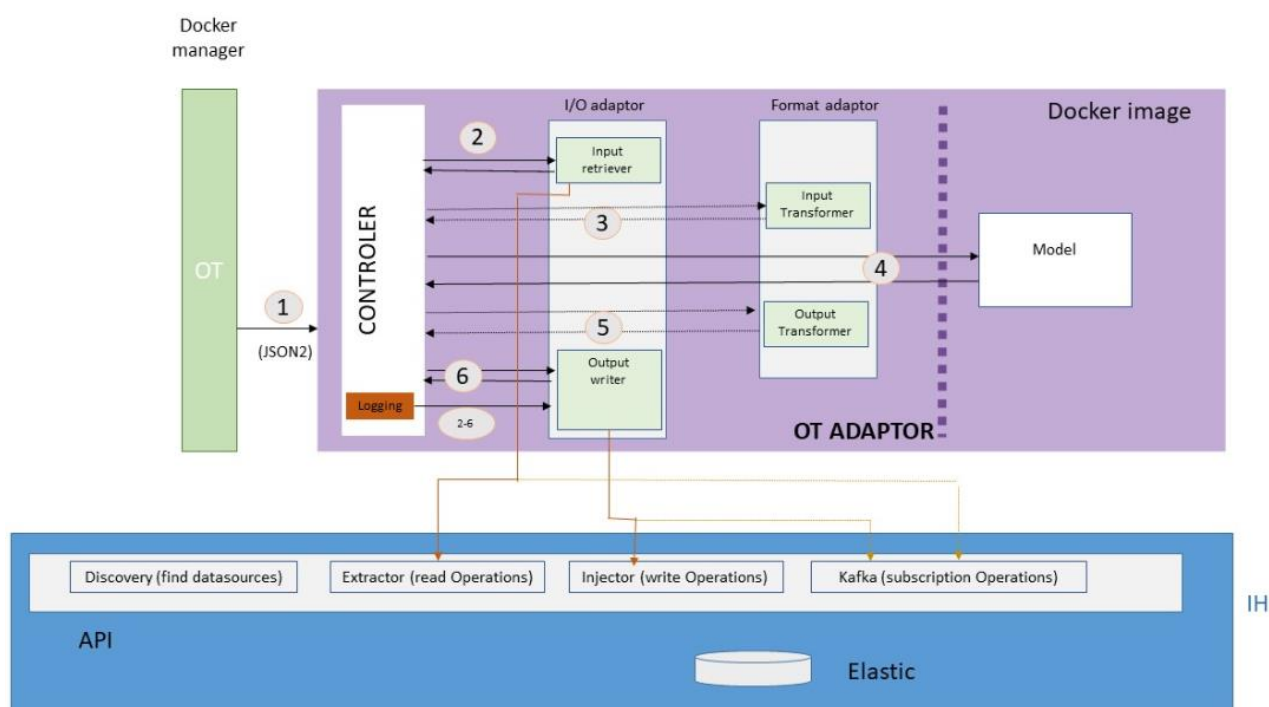 Docker
manager
OT
1
(JSON2)
CONTROLER
Logging
2
3
4
5
6
2-6
I/O adaptor
Input
retriever
Output
writer
Format adaptor
Input
Transformer
Output
Transformer
Docker image
Model
OT ADAPTOR
Discovery (find datasources)
Extractor (read Operations)
Injector (write Operations)
Kafka (subscription Operations)
IH
API
Elastic